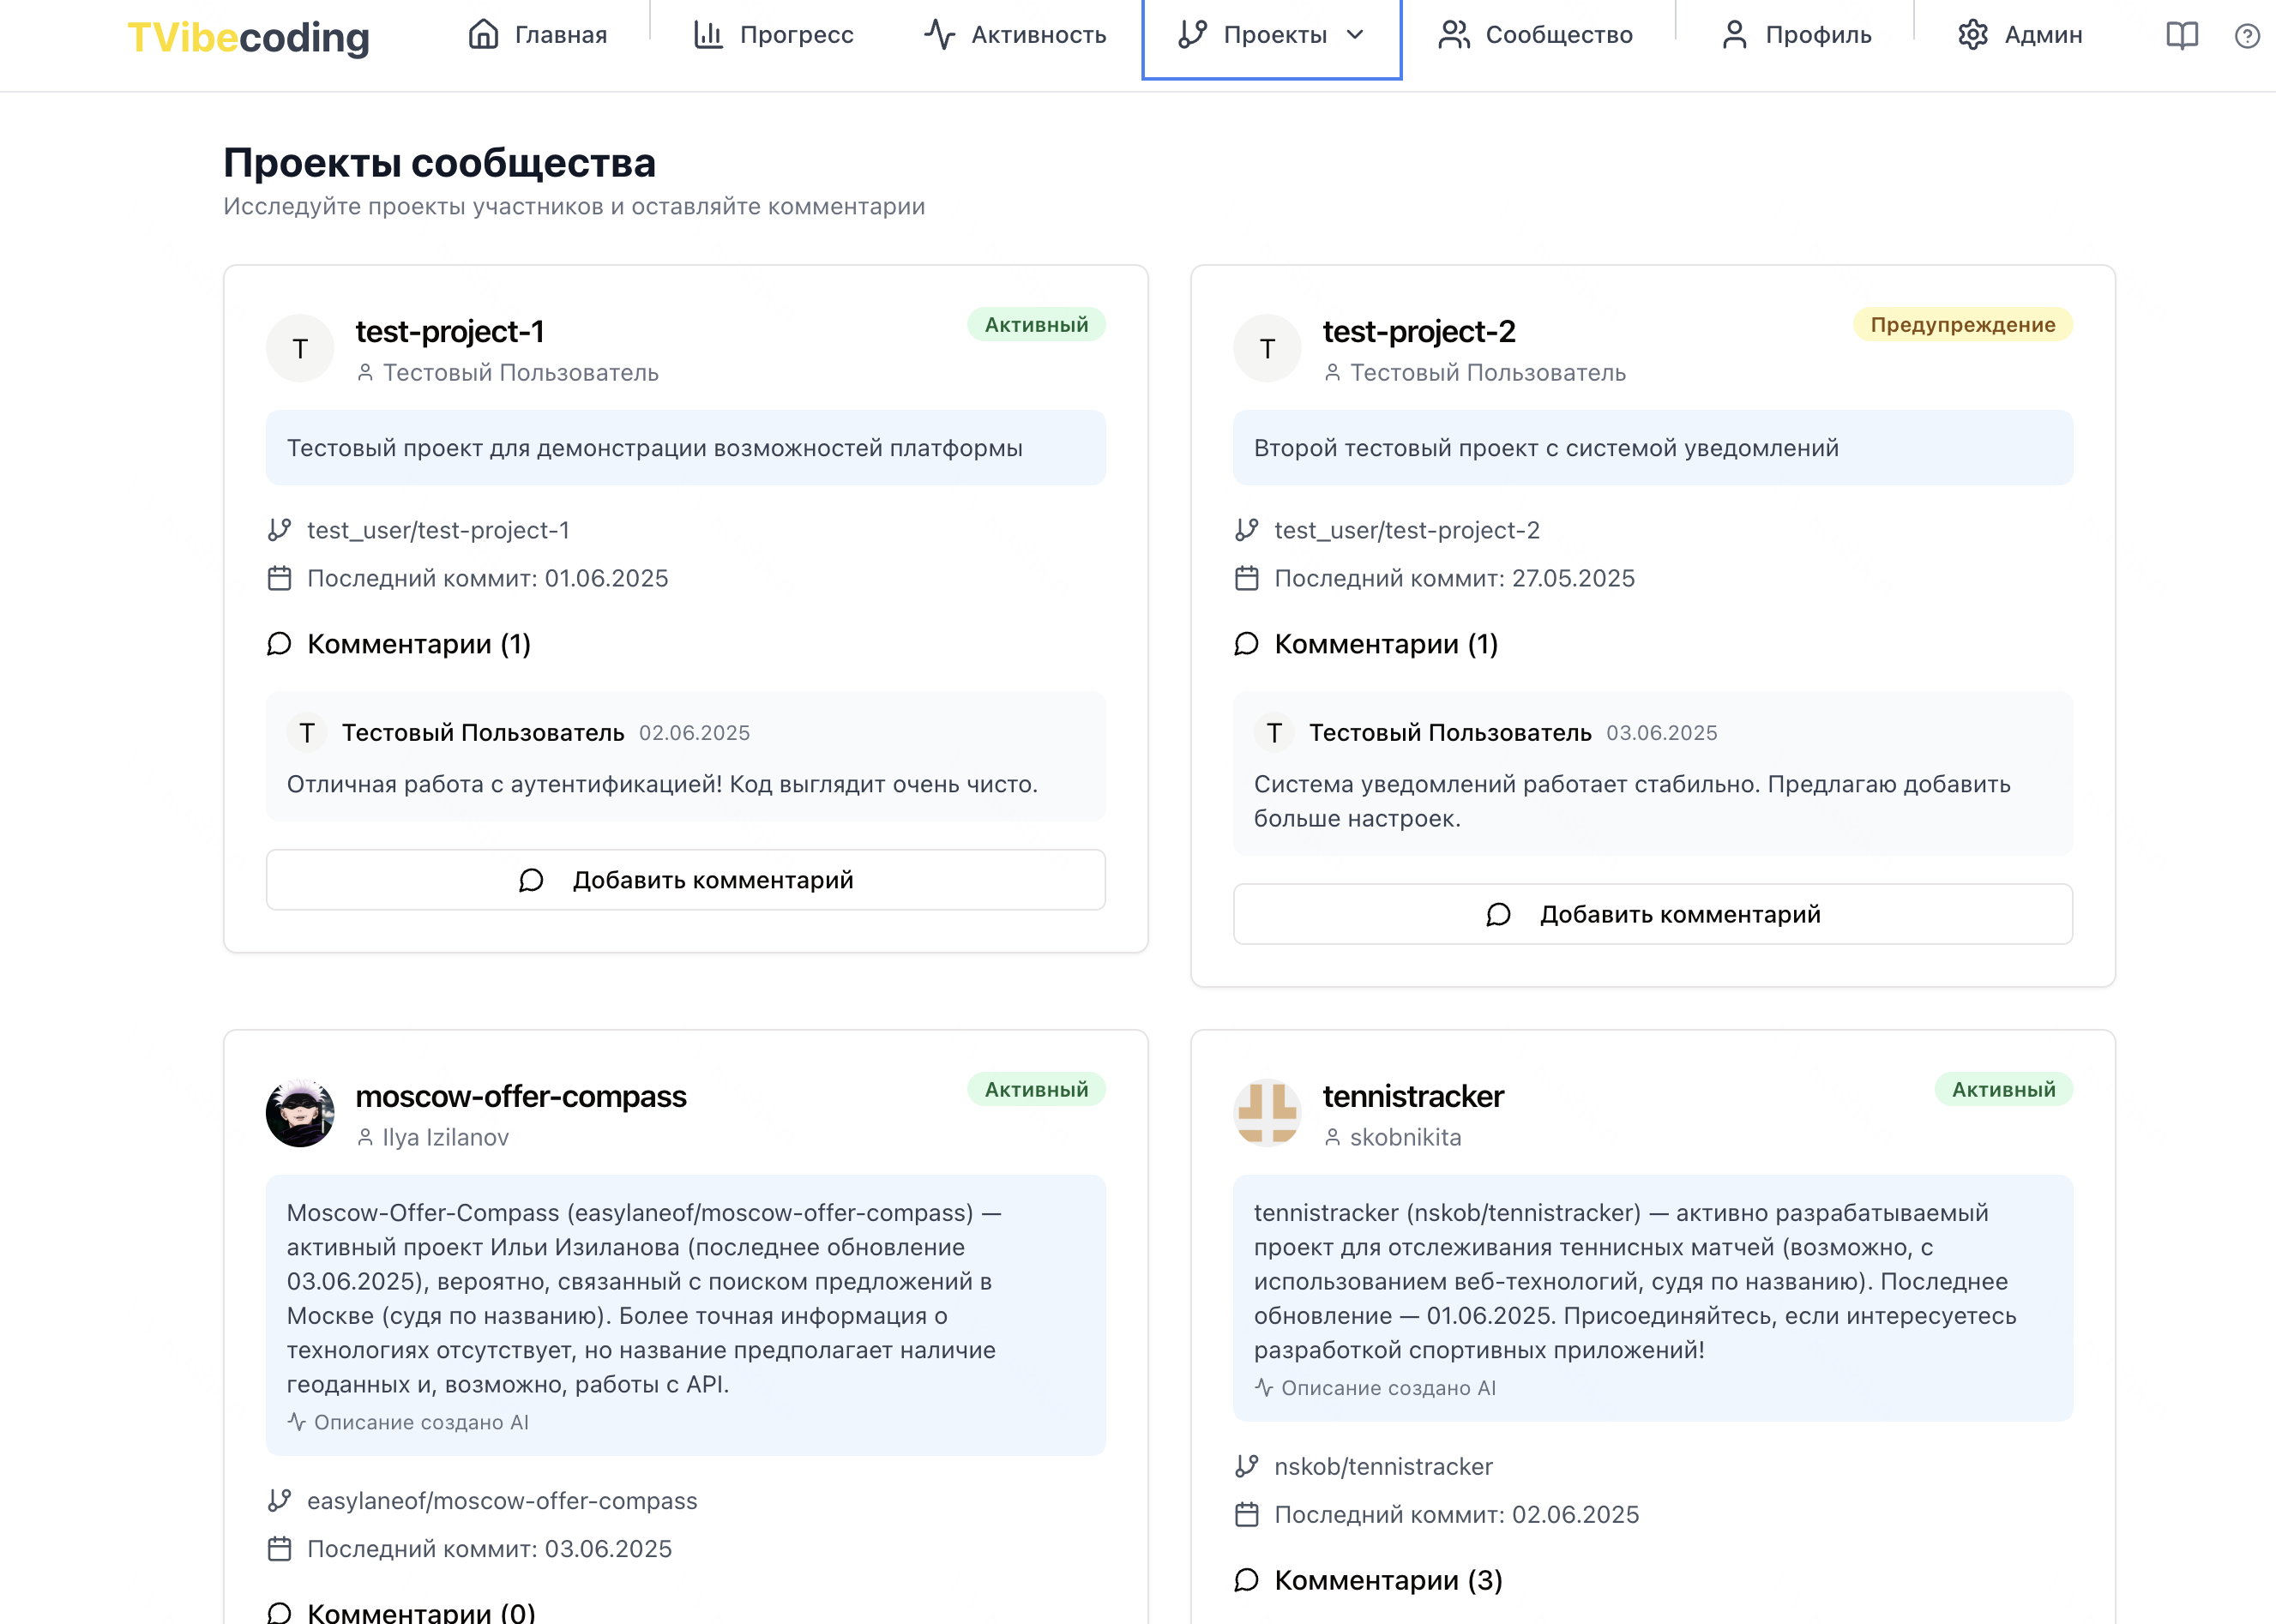 TVibecoding
Главная
Прогресс
Активность
Проекты
Сообщество
Профиль
Админ
Проекты сообщества
Исследуйте проекты участников и оставляйте комментарии
T
test-project-1
Активный
Тестовый Пользователь
Тестовый проект для демонстрации возможностей платформы
test_user/test-project-1
Последний коммит: 01.06.2025
Комментарии (1)
T Тестовый Пользователь 02.06.2025
Отличная работа с аутентификацией! Код выглядит очень чисто.
Добавить комментарий
T
test-project-2
Предупреждение
Тестовый Пользователь
Второй тестовый проект с системой уведомлений
test_user/test-project-2
Последний коммит: 27.05.2025
Комментарии (1)
T Тестовый Пользователь 03.06.2025
Система уведомлений работает стабильно. Предлагаю добавить
больше настроек.
Добавить комментарий
moscow-offer-compass
Активный
Ilya Izilanov
Moscow-Offer-Compass (easylaneof/moscow-offer-compass) —
активный проект Ильи Изиланова (последнее обновление
03.06.2025), вероятно, связанный с поиском предложений в
Москве (судя по названию). Более точная информация о
технологиях отсутствует, но название предполагает наличие
геоданных и, возможно, работы с API.
Описание создано AI
easylaneof/moscow-offer-compass
Последний коммит: 03.06.2025
Комментарии (0)
tennistracker
Активный
skobnikita
tennistracker (nskob/tennistracker) — активно разрабатываемый
проект для отслеживания теннисных матчей (возможно, с
использованием веб-технологий, судя по названию). Последнее
обновление — 01.06.2025. Присоединяйтесь, если интересуетесь
разработкой спортивных приложений!
Описание создано AI
nskob/tennistracker
Последний коммит: 02.06.2025
Комментарии (3)